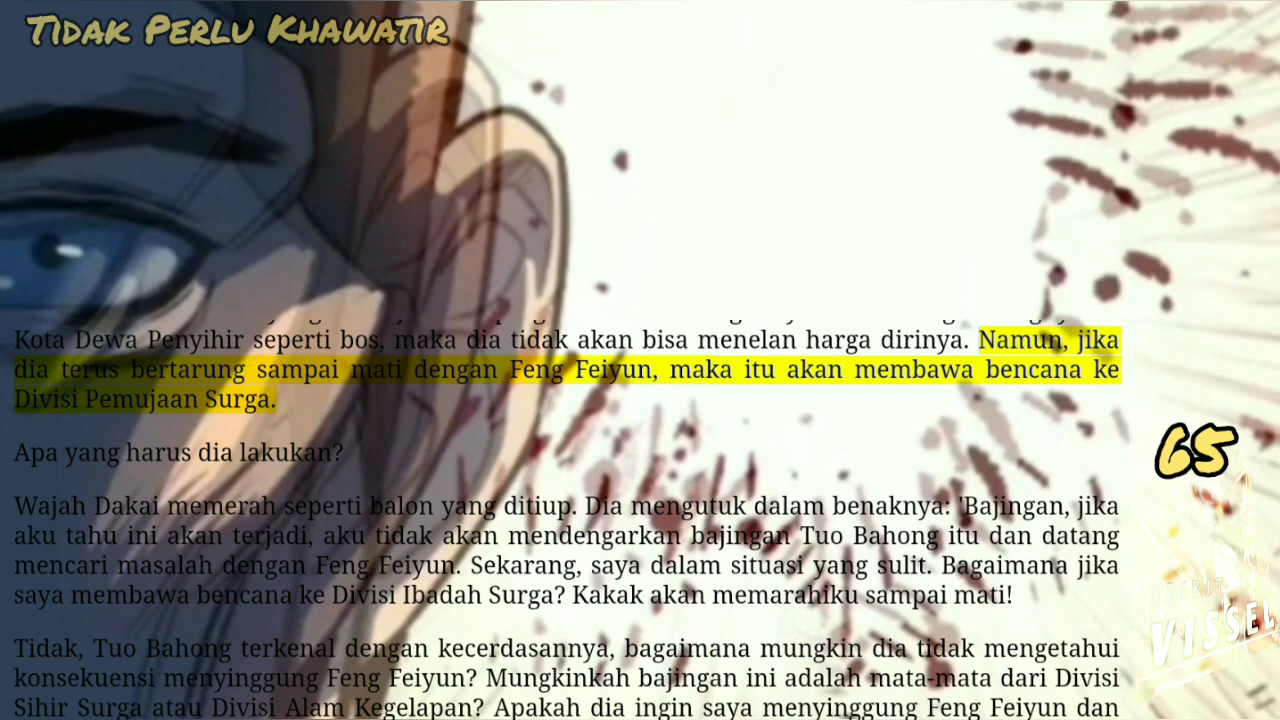 TIDAK PERLU KHAWATIR
Kota Dewa Penyihir seperti bos, maka dia tidak akan bisa menelan harga dirinya. Namun, jika
dia terus bertarung sampai mati dengan Feng Feiyun, maka itu akan membawa bencana ke
Divisi Pemujaan Surga.
Apa yang harus dia lakukan?
65
Wajah Dakai memerah seperti balon yang ditiup. Dia mengutuk dalam benaknya: 'Bajingan, jika
aku tahu ini akan terjadi, aku tidak akan mendengarkan bajingan Tuo Bahong itu dan datang
mencari masalah dengan Feng Feiyun. Sekarang, saya dalam situasi yang sulit. Bagaimana jika
saya membawa bencana ke Divisi Ibadah Surga? Kakak akan memarahiku sampai mati!
SPIRIT
VISSEL
Tidak, Tuo Bahong terkenal dengan kecerdasannya, bagaimana mungkin dia tidak mengetahui
konsekuensi menyinggung Feng Feiyun? Mungkinkah bajingan ini adalah mata-mata dari Divisi
Sihir Surga atau Divisi Alam Kegelapan? Apakah dia ingin saya menyinggung Feng Feiyun dan